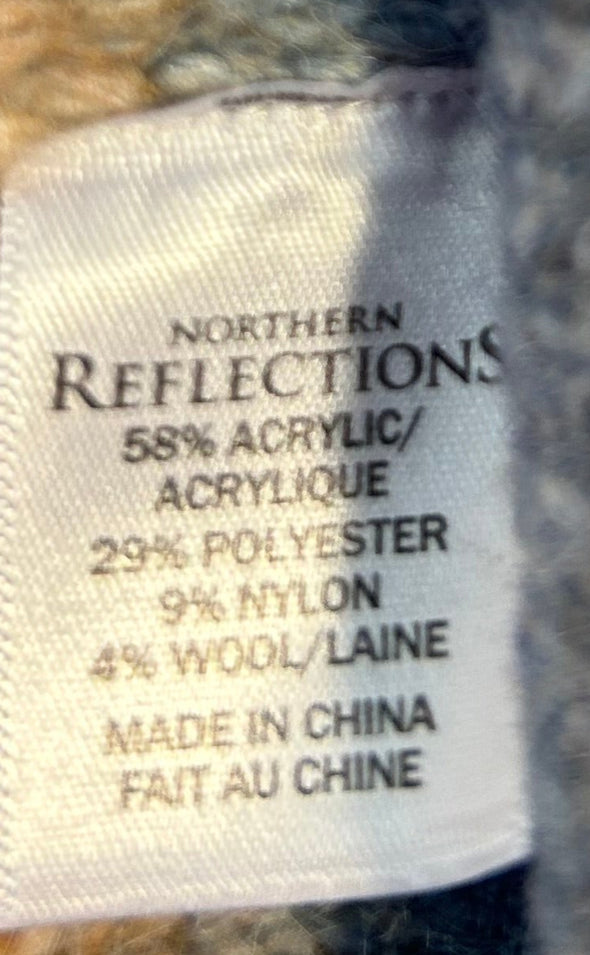 NORTHERN
REFLECTIONS
58% ACRYLIC/
ACRYLIQUE
29% POLYESTER
9% NYLON
4% WOOL/LAINE
MADE IN CHINA
FAIT AU CHINE